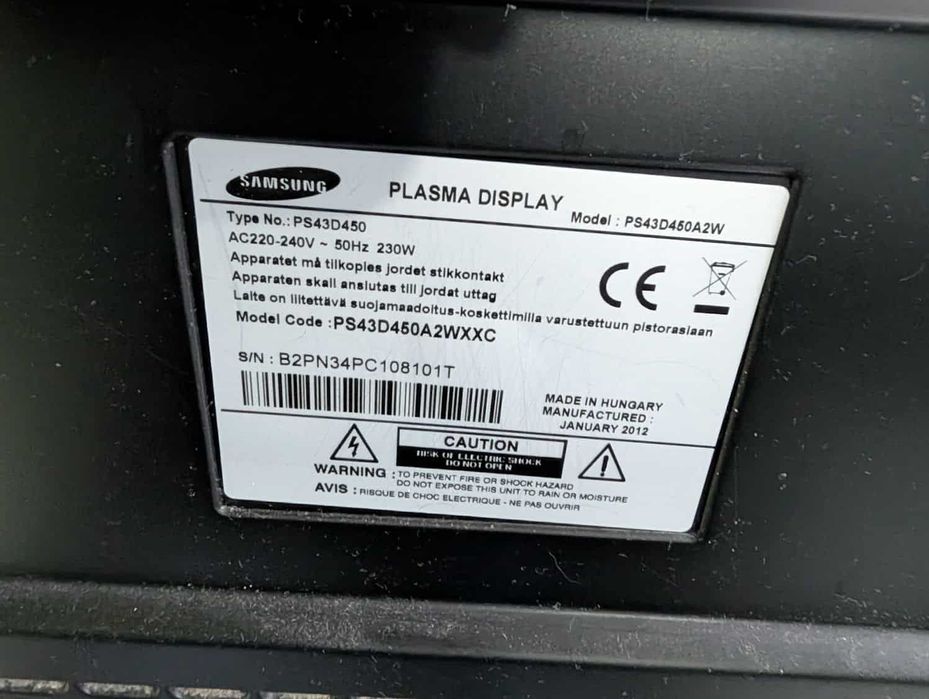 SAMSUNG
PLASMA DISPLAY
Model : PS43D450A2W
Type No.: PS43D450
AC220-240V ~ 50Hz 230W
Apparatet må tilkoples jordet stikkontakt
Apparaten skall anslutas till jordat uttag
Laite on liitettävä suojamaadoitus-koskettimilla varustettuun pistorasiaan
Model Code : PS43D450A2WXXC
CE
S/N : B2PN34PC108101T
MADE IN HUNGARY
MANUFACTURED :
JANUARY 2012
CAUTION
RISK OF ELECTRIC SHOCK
DO NOT OPEN
WARNING : TO PREVENT FIRE OR SHOCK HAZARD
DO NOT EXPOSE THIS UNIT TO RAIN OR MOISTURE
AVIS : RISQUE DE CHOC ELECTRIQUE - NE PAS OUVRIR